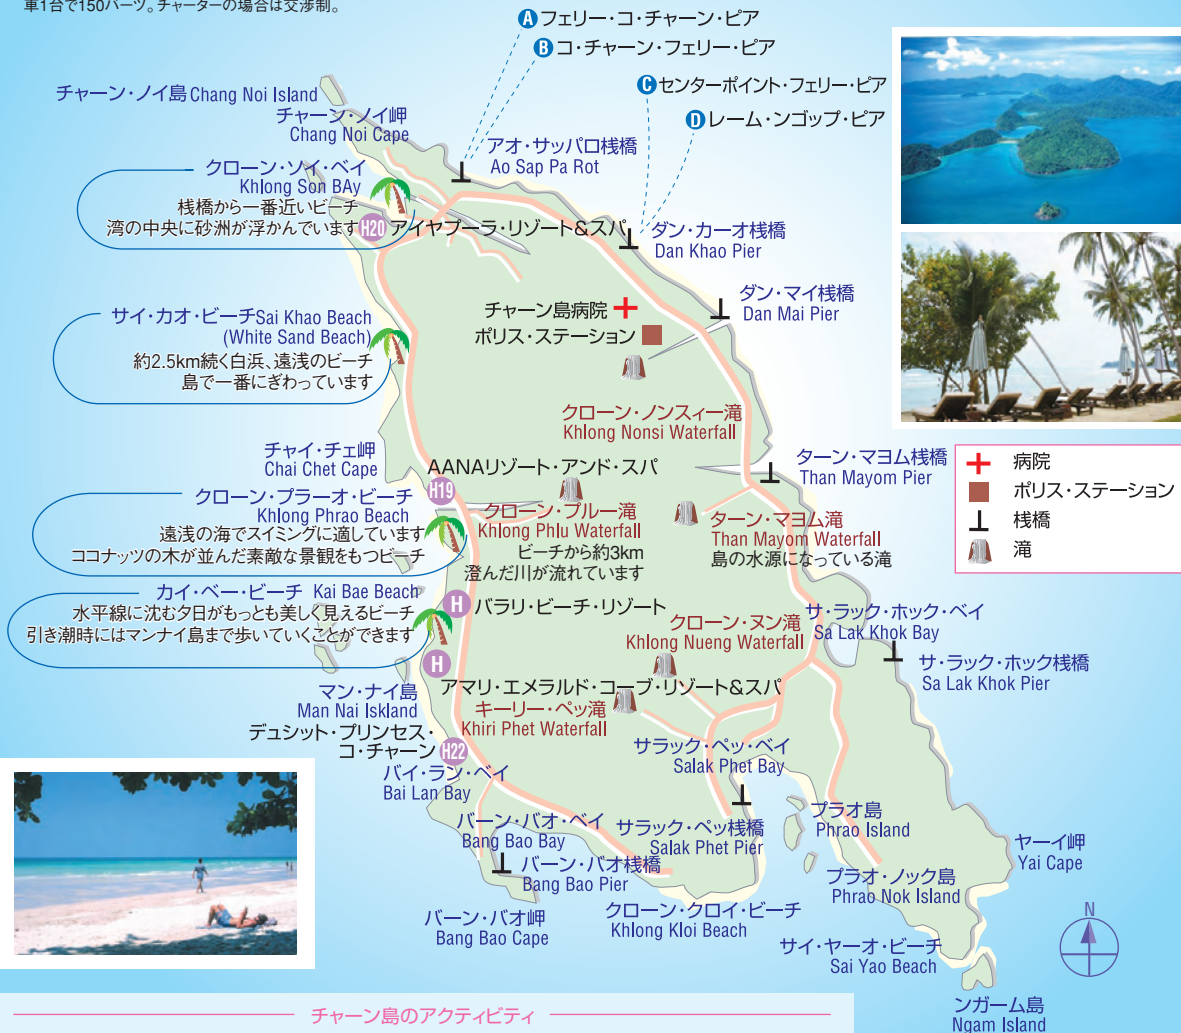 車1台で150バーツ。チャーターの場合は交渉制。
A フェリー・コ・チャーン・ピア
B コ・チャーン・フェリー・ピア
C センターポイント・フェリー・ピア
D レーム・ンゴップ・ピア
チャーン・ノイ島 Chang Noi Island
チャーン・ノイ岬
Chang Noi Cape
アオ・サッパロ桟橋
Ao Sap Pa Rot
クローン・ソイ・ベイ
Khlong Son BAy
桟橋から一番近いビーチ
湾の中央に砂洲が浮かんでいます
H20 アイヤプーラ・リゾート&スパ
ダン・カーオ桟橋
Dan Khao Pier
ダン・マイ桟橋
Dan Mai Pier
チャーン島病院
ポリス・ステーション
サイ・カオ・ビーチ Sai Khao Beach
(White Sand Beach)
約2.5km続く白浜、遠浅のビーチ
島で一番にぎわっています
クローン・ノンスィー滝
Khlong Nonsi Waterfall
チャイ・チェ岬
Chai Chet Cape
AANAリゾート・アンド・スパ
H19
ターン・マヨム桟橋
Than Mayom Pier
病院
ポリス・ステーション
桟橋
滝
クローン・プラーオ・ビーチ
Khlong Phrao Beach
遠浅の海でスイミングに適しています
ココナッツの木が並んだ素敵な景観をもつビーチ
クローン・プルー滝
Khlong Phlu Waterfall
ビーチから約3km
澄んだ川が流れています
ターン・マヨム滝
Than Mayom Waterfall
島の水源になっている滝
カイ・ベー・ビーチ Kai Bae Beach
水平線に沈む夕日がもっとも美しく見えるビーチ
引き潮時にはマンナイ島まで歩いていくことができます
H バラリ・ビーチ・リゾート
クローン・ヌン滝
Khlong Nueng Waterfall
サ・ラック・ホック・ベイ
Sa Lak Khok Bay
サ・ラック・ホック桟橋
Sa Lak Khok Pier
H
アマリ・エメラルド・コーブ・リゾート&スパ
マン・ナイ島
Man Nai Iskland
キーリー・ペッ滝
Khiri Phet Waterfall
デュシット・プリンセス・
コ・チャーン H22
サラック・ペッ・ベイ
Salak Phet Bay
バイ・ラン・ベイ
Bai Lan Bay
バーン・バオ・ベイ
Bang Bao Bay
サラック・ペッ桟橋
Salak Phet Pier
プラオ島
Phrao Island
ヤーイ岬
Yai Cape
バーン・バオ桟橋
Bang Bao Pier
プラオ・ノック島
Phrao Nok Island
バーン・バオ岬
Bang Bao Cape
クローン・クロイ・ビーチ
Khlong Kloi Beach
N
サイ・ヤーオ・ビーチ
Sai Yao Beach
ンガーム島
Ngam Island
チャーン島のアクティビティ